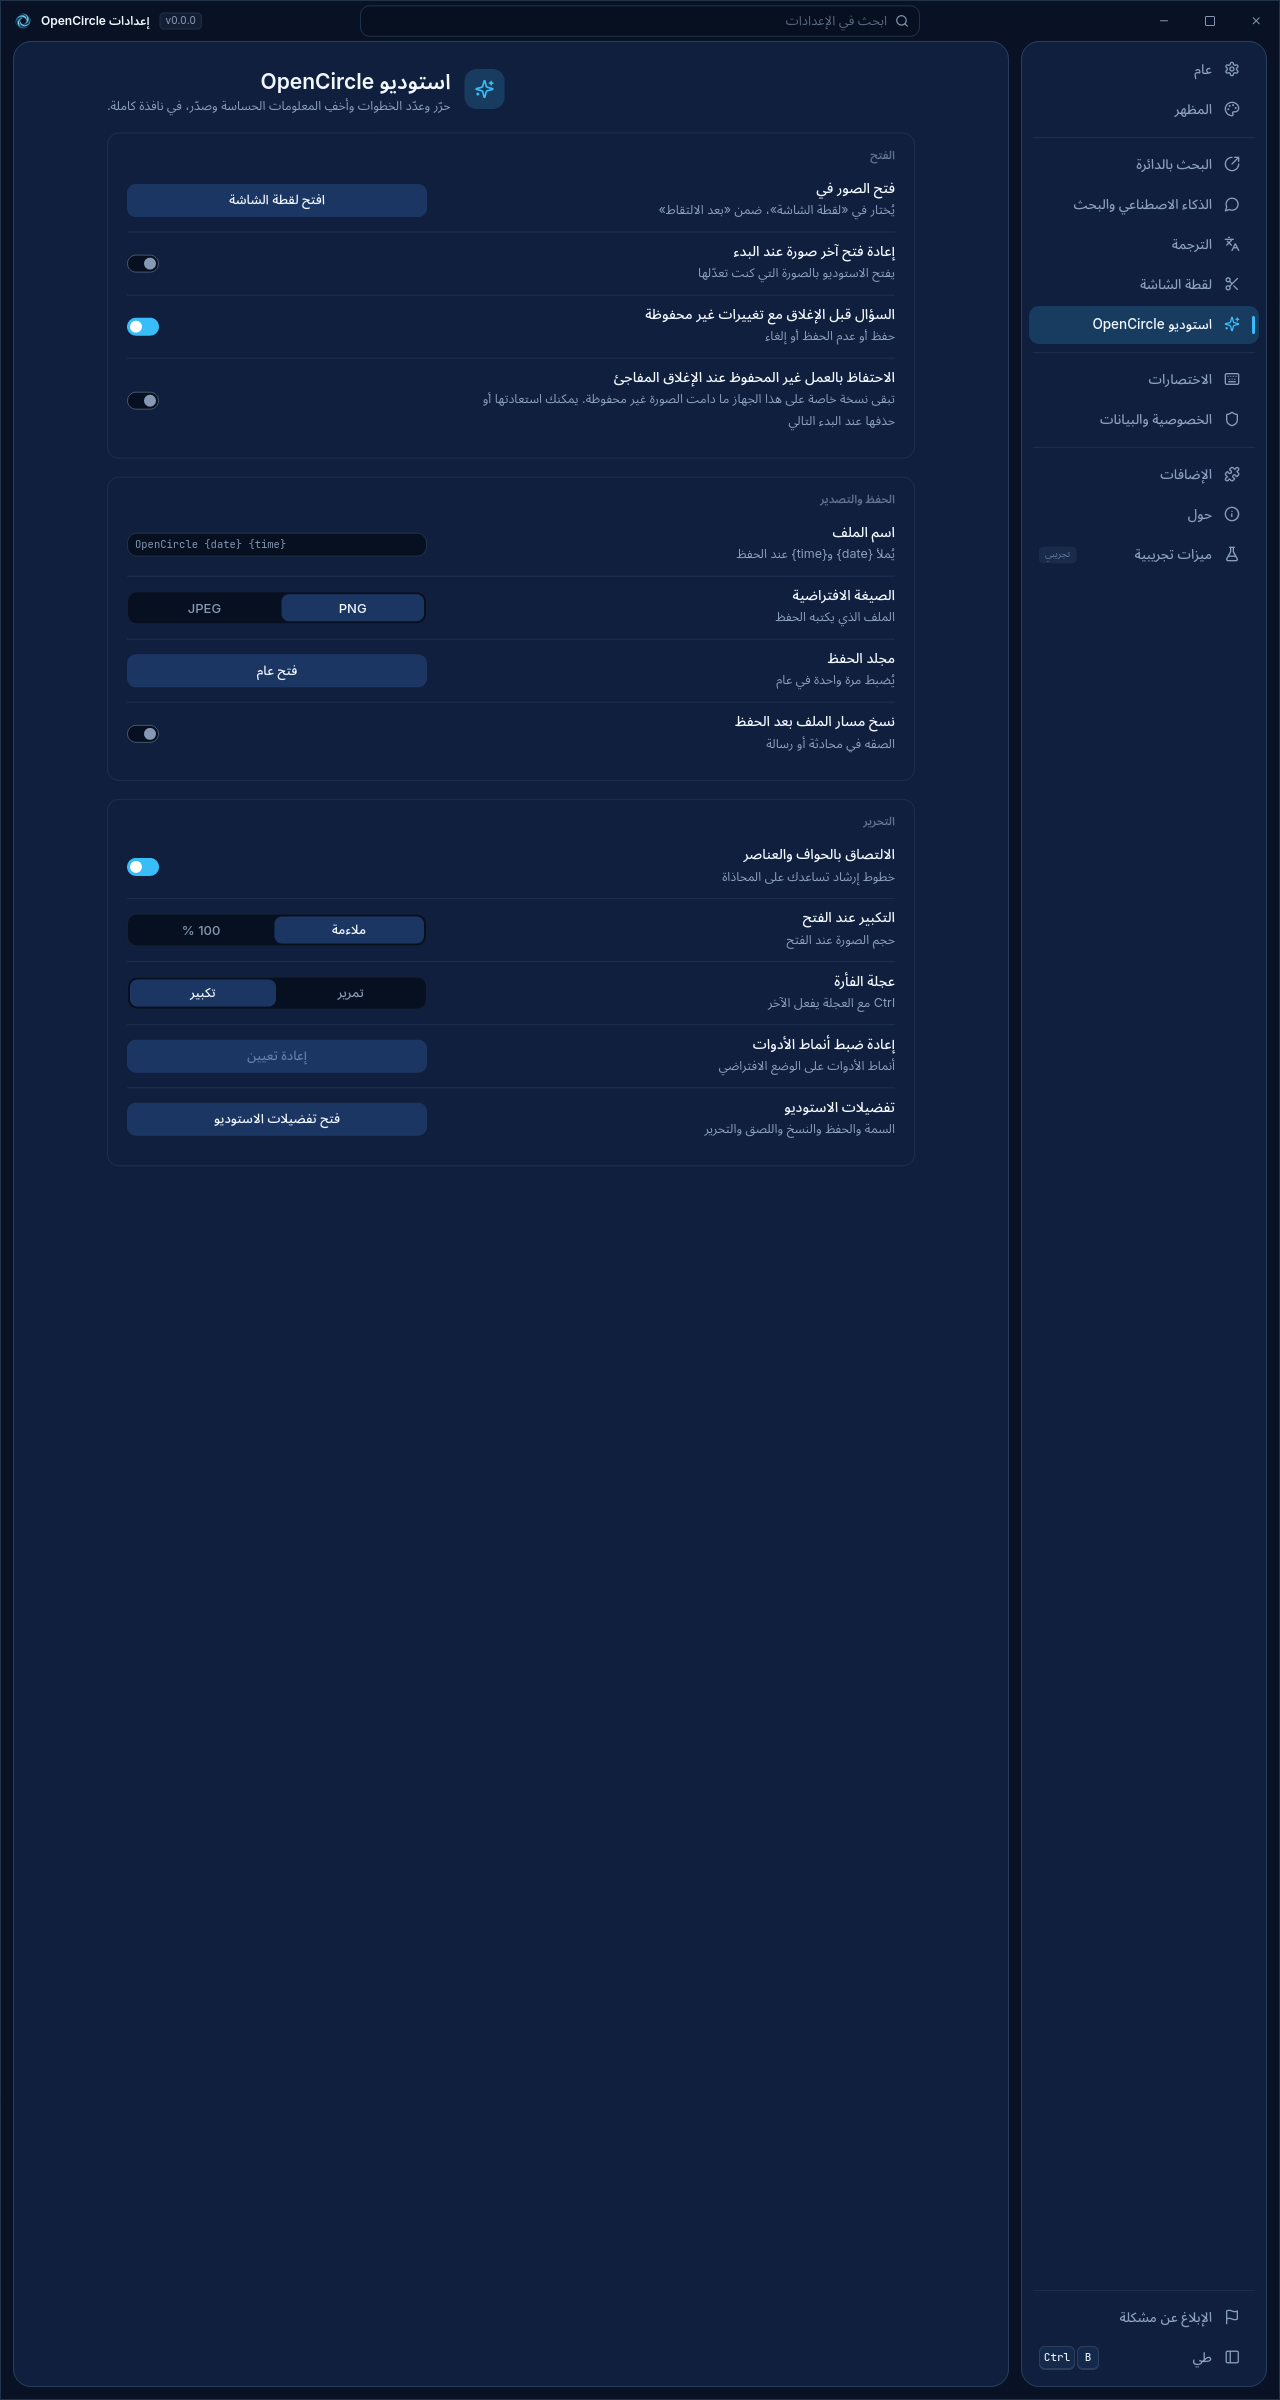 إعدادات OpenCircle
v0.0.0
ابحث في الإعدادات
عام
المظهر
البحث بالدائرة
الذكاء الاصطناعي والبحث
الترجمة
لقطة الشاشة
استوديو OpenCircle
الاختصارات
الخصوصية والبيانات
الإضافات
حول
ميزات تجريبية
تجريبي
الإبلاغ عن مشكلة
طي
Ctrl B
استوديو OpenCircle
حرّر وعدّد الخطوات وأخفِ المعلومات الحساسة وصدّر، في نافذة كاملة.
الفتح
فتح الصور في
يُختار في «لقطة الشاشة»، ضمن «بعد الالتقاط»
افتح لقطة الشاشة
إعادة فتح آخر صورة عند البدء
يفتح الاستوديو بالصورة التي كنت تعدّلها
السؤال قبل الإغلاق مع تغييرات غير محفوظة
حفظ أو عدم الحفظ أو إلغاء
الاحتفاظ بالعمل غير المحفوظ عند الإغلاق المفاجئ
تبقى نسخة خاصة على هذا الجهاز ما دامت الصورة غير محفوظة. يمكنك استعادتها أو
حذفها عند البدء التالي
الحفظ والتصدير
اسم الملف
يُملأ {date} و{time} عند الحفظ
OpenCircle {date} {time}
الصيغة الافتراضية
الملف الذي يكتبه الحفظ
PNG
JPEG
مجلد الحفظ
يُضبط مرة واحدة في عام
فتح عام
نسخ مسار الملف بعد الحفظ
الصقه في محادثة أو رسالة
التحرير
الالتصاق بالحواف والعناصر
خطوط إرشاد تساعدك على المحاذاة
التكبير عند الفتح
حجم الصورة عند الفتح
ملاءمة
100 %
عجلة الفأرة
Ctrl مع العجلة يفعل الآخر
تمرير
تكبير
إعادة ضبط أنماط الأدوات
أنماط الأدوات على الوضع الافتراضي
إعادة تعيين
تفضيلات الاستوديو
السمة والحفظ والنسخ واللصق والتحرير
فتح تفضيلات الاستوديو